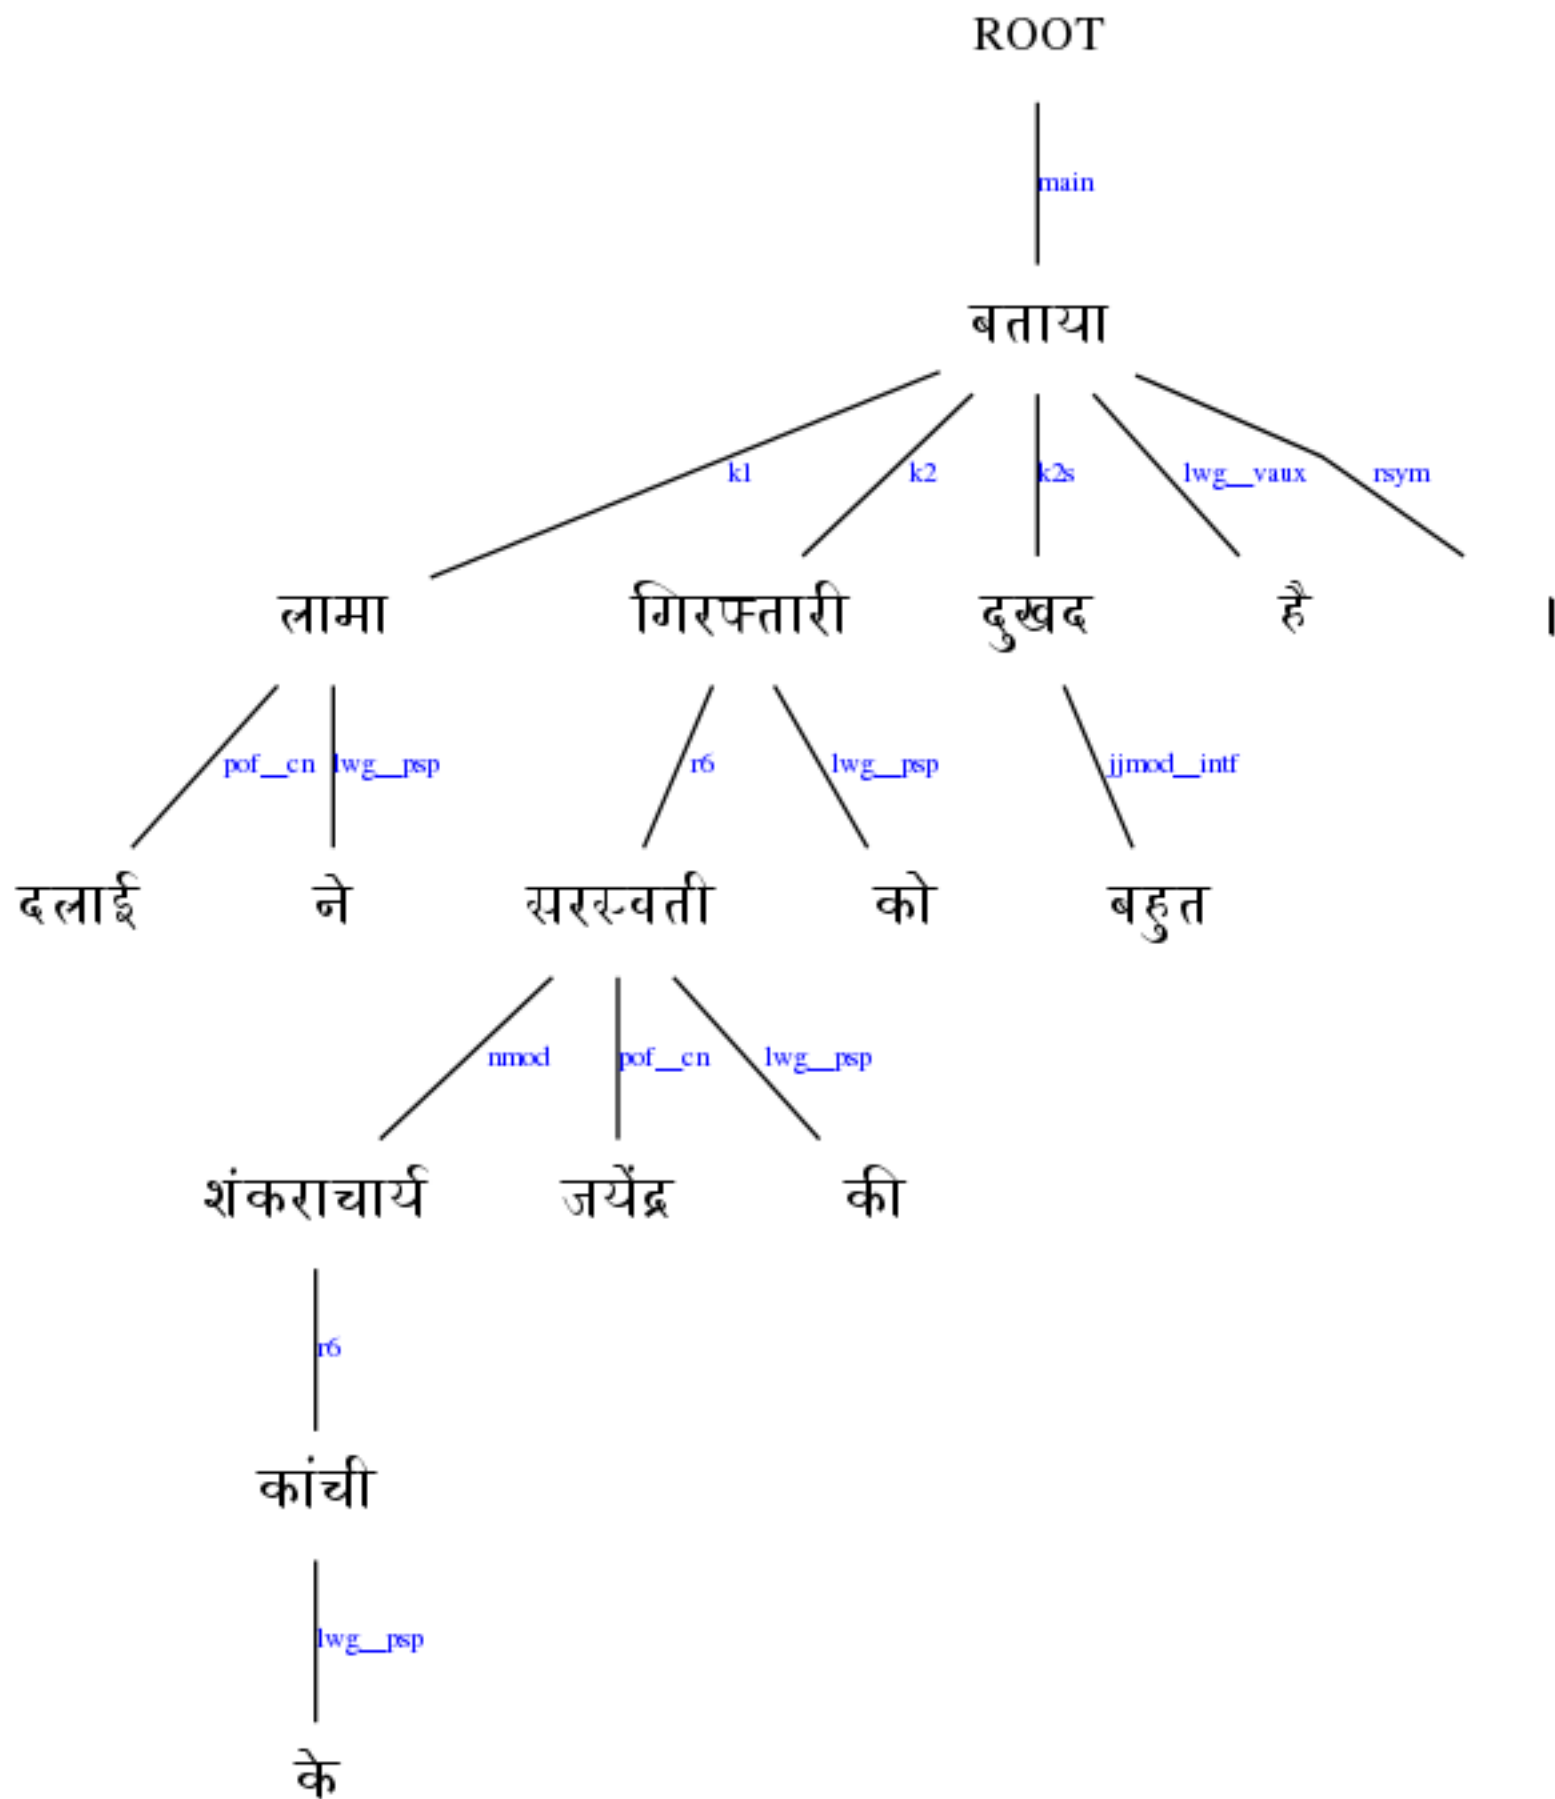 ROOT
main
बताया
k1 k2 k2s lwg__vaux rsym
लामा गिरफ्तारी दुखद है ।
pof__cn lwg__psp r6 lwg__psp jjmod__intf
दलाई ने सरस्वती को बहुत
nmod pof__cn lwg__psp
शंकराचार्य जयेंद्र की
r6
कांची
lwg__psp
के